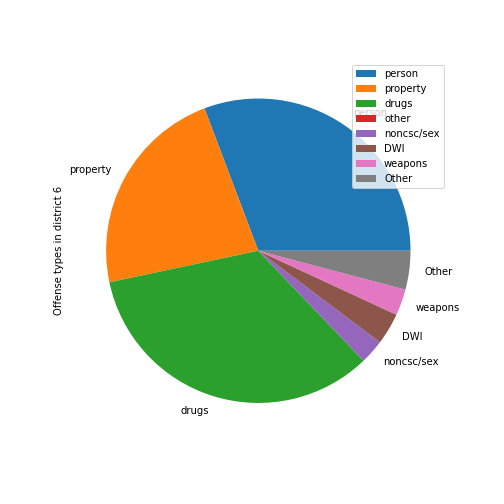 person
property
drugs
other
noncsc/sex
DWI
weapons
Other
person
property
Offense types in district 6
drugs
Other
weapons
DWI
noncsc/sex